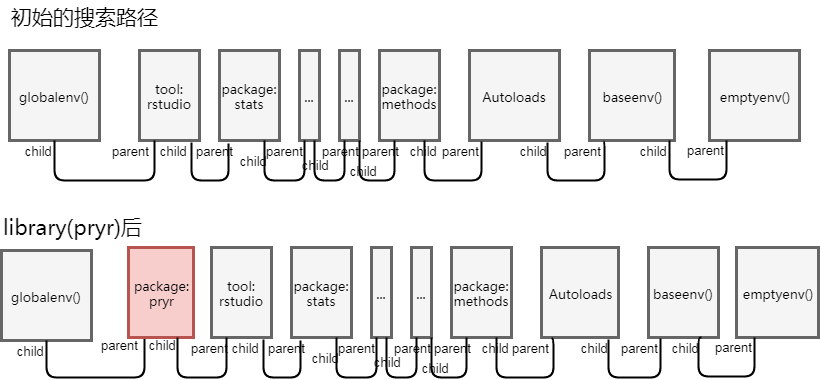 初始的搜索路径
globalenv()
tool:
rstudio
package:
stats
...
...
package:
methods
Autoloads
baseenv()
emptyenv()
child
parent
child
parent
child
parent
child
parent
child
parent
child
parent
child
parent
child
parent
library(pryr)后
globalenv()
package:
pryr
tool:
rstudio
package:
stats
...
...
package:
methods
Autoloads
baseenv()
emptyenv()
child
parent
child
parent
child
parent
child
parent
child
parent
child
parent
child
parent
child
parent
child
parent